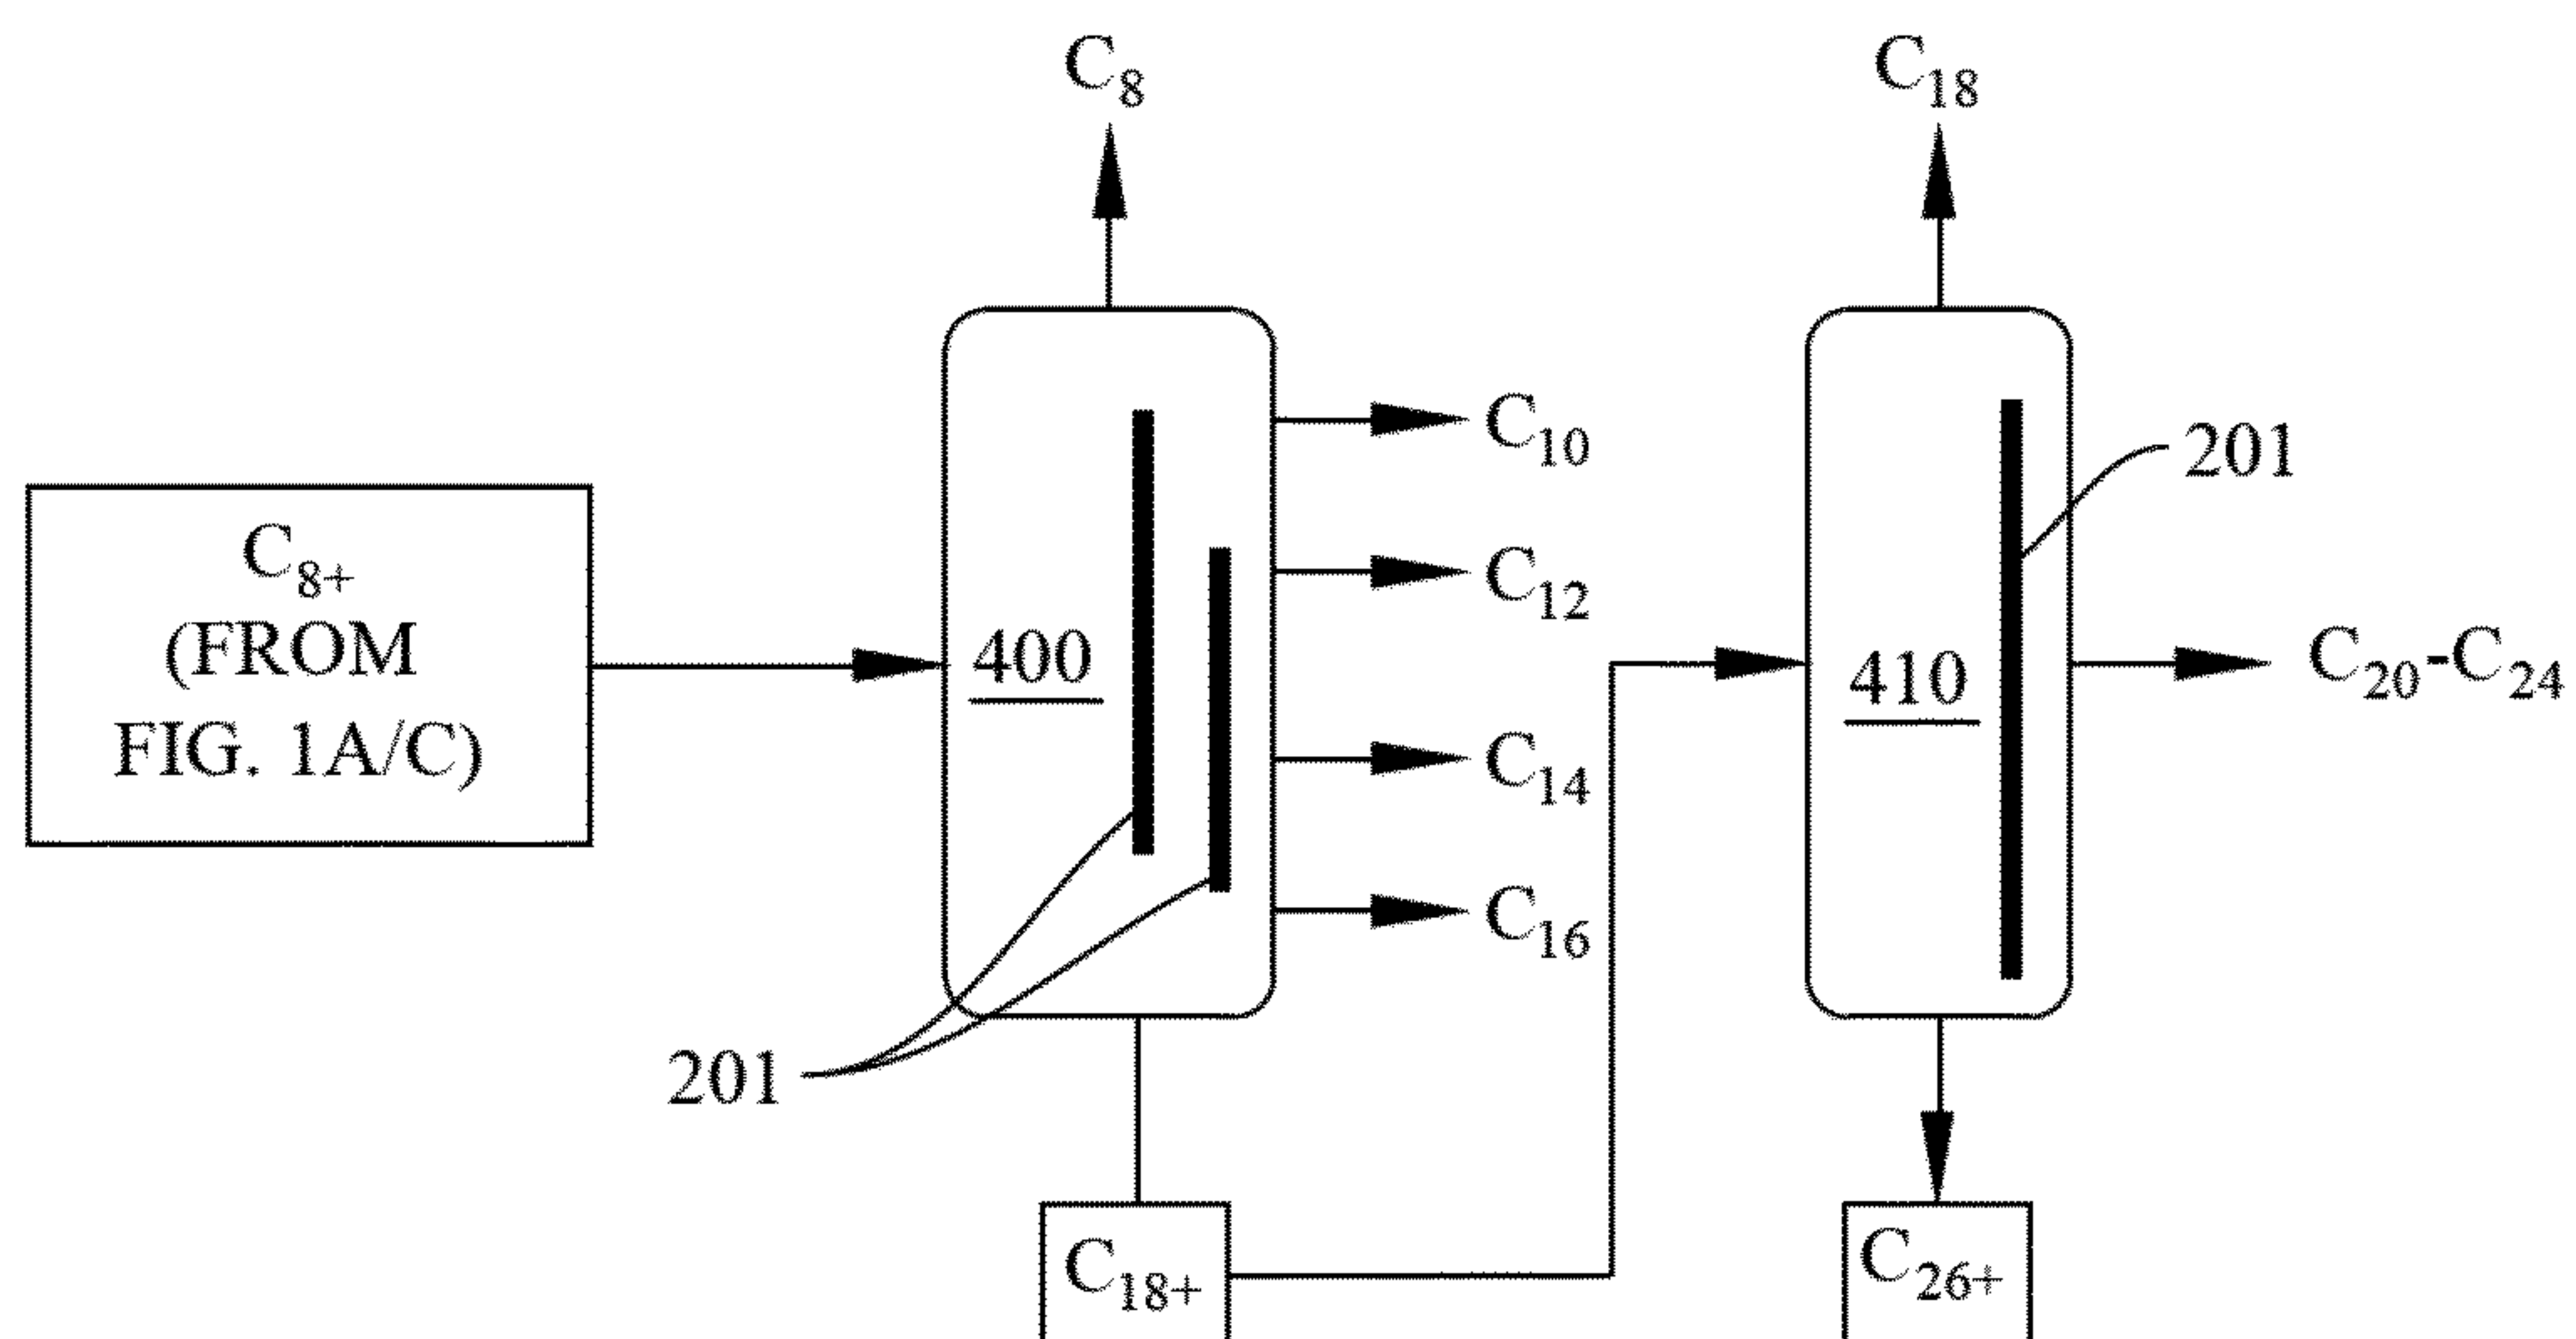 C₈
C₁₈
C₁₀
201
C₈₊
(FROM
FIG. 1A/C)
C₁₂
400
410
C₂₀-C₂₄
C₁₄
C₁₆
201
C₁₈₊
C₂₆₊